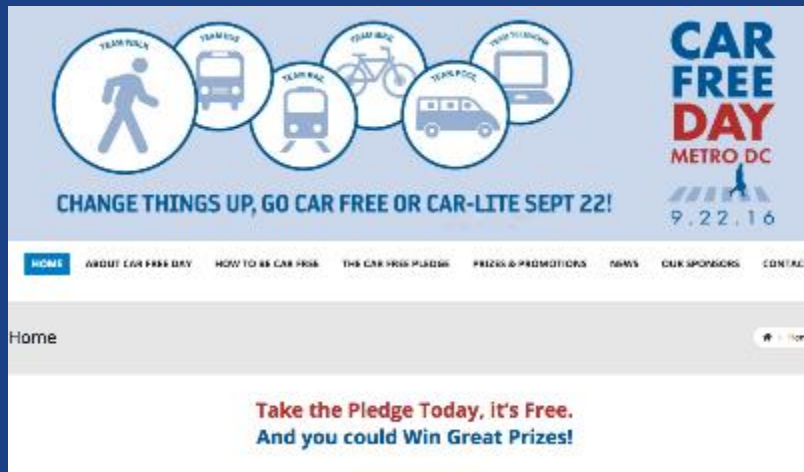 TEAM WALK
TEAM BUS
TEAM RAIL
TEAM BIKE
TEAM POOL
TEAM TELEWORK
CAR
FREE
DAY
METRO DC
9.22.16
CHANGE THINGS UP, GO CAR FREE OR CAR-LITE SEPT 22!
HOME ABOUT CAR FREE DAY HOW TO BE CAR FREE THE CAR FREE PLEDGE PRIZES & PROMOTIONS NEWS OUR SPONSORS CONTAC
Home
Take the Pledge Today, it's Free.
And you could Win Great Prizes!